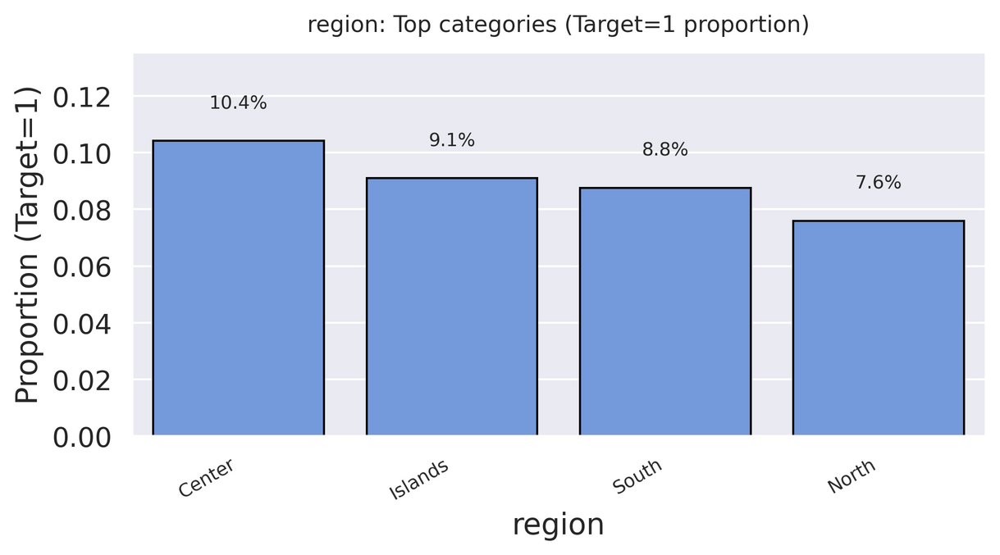 region: Top categories (Target=1 proportion)
Proportion (Target=1)
0.12
0.10
0.08
0.06
0.04
0.02
0.00
10.4%
9.1%
8.8%
7.6%
Center
Islands
South
North
region